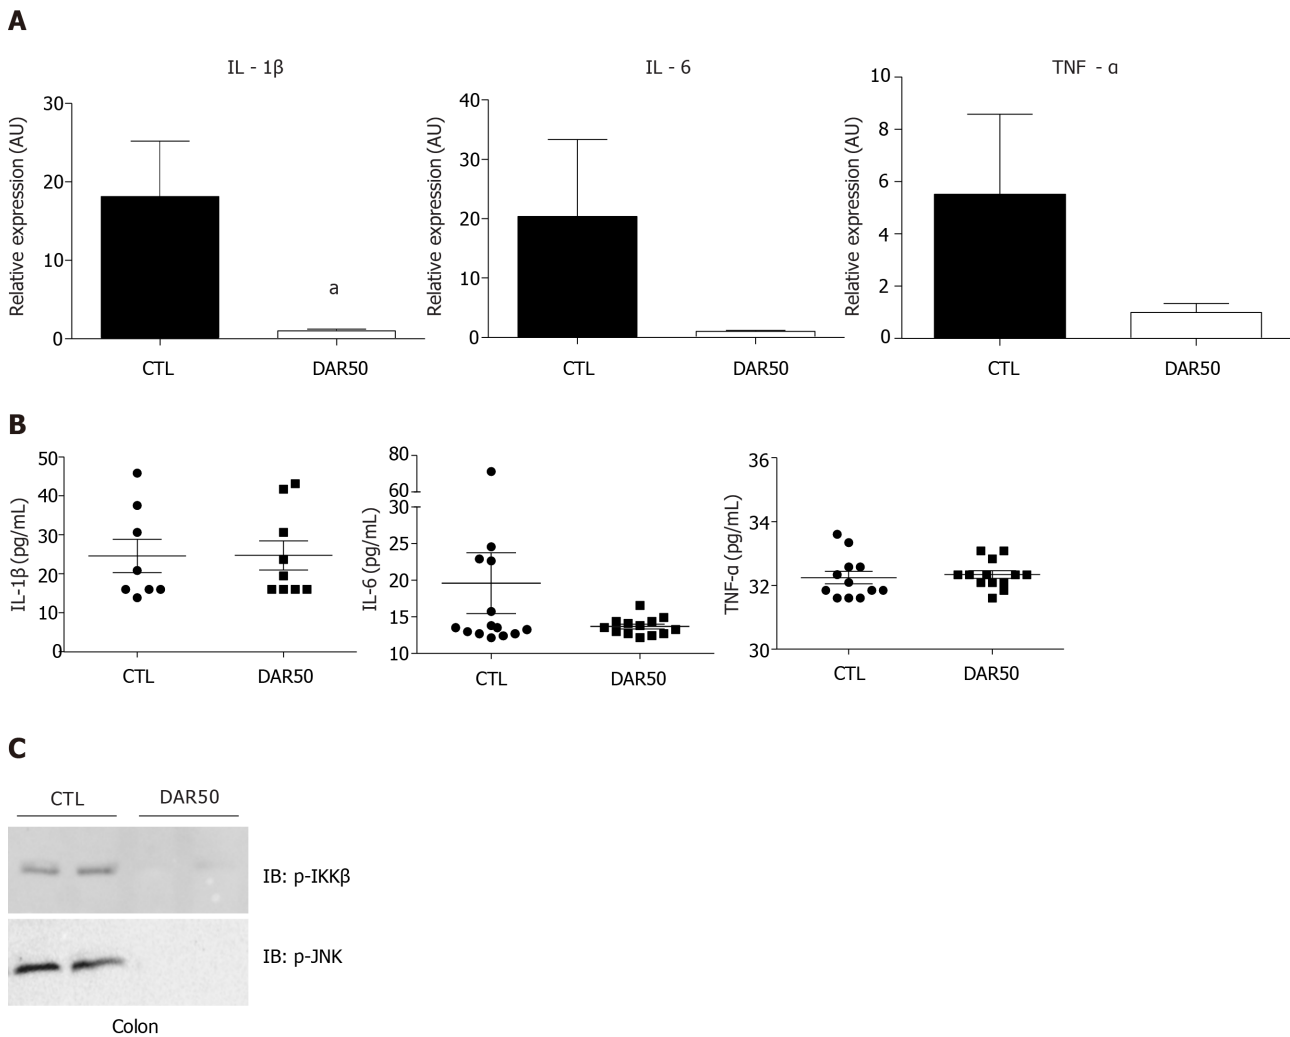 A
IL - 1β
IL - 6
TNF - α
Relative expression (AU)
30
20
10
0
a
CTL
DAR50
Relative expression (AU)
40
30
20
10
0
CTL
DAR50
Relative expression (AU)
10
8
6
4
2
0
CTL
DAR50
B
IL-1β (pg/mL)
50
40
30
20
10
0
CTL
DAR50
IL-6 (pg/mL)
80
60
30
25
20
15
10
CTL
DAR50
TNF-α (pg/mL)
36
34
32
30
CTL
DAR50
C
CTL
DAR50
IB: p-IKKβ
IB: p-JNK
Colon